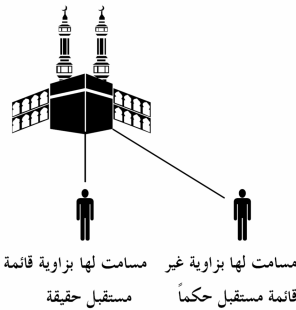 مسامت لها بزاوية غير
قائمة مستقبل حكماً
مسامت لها بزاوية قائمة
مستقبل حقيقة